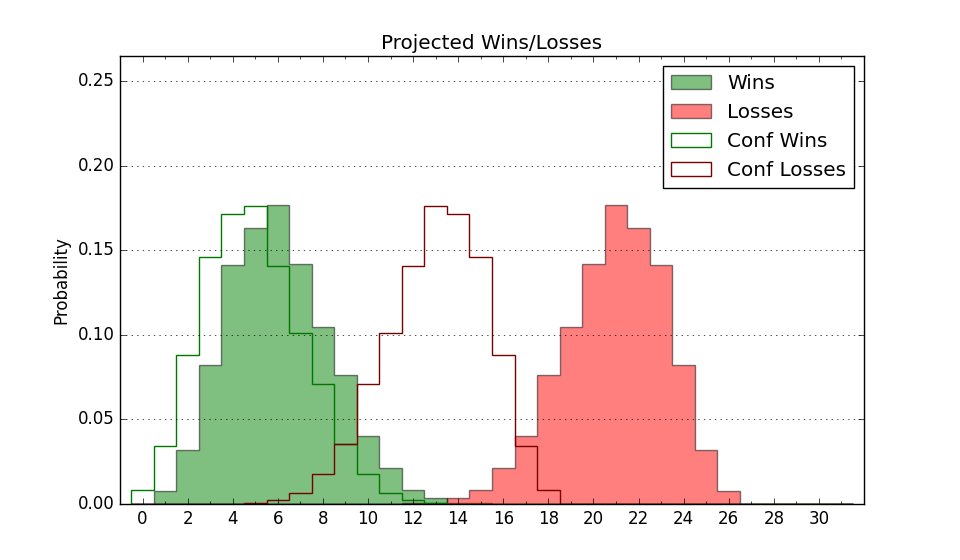 Projected Wins/Losses
0.25
0.20
0.15
0.10
0.05
0.00
Probability
Wins
Losses
Conf Wins
Conf Losses
0 2 4 6 8 10 12 14 16 18 20 22 24 26 28 30